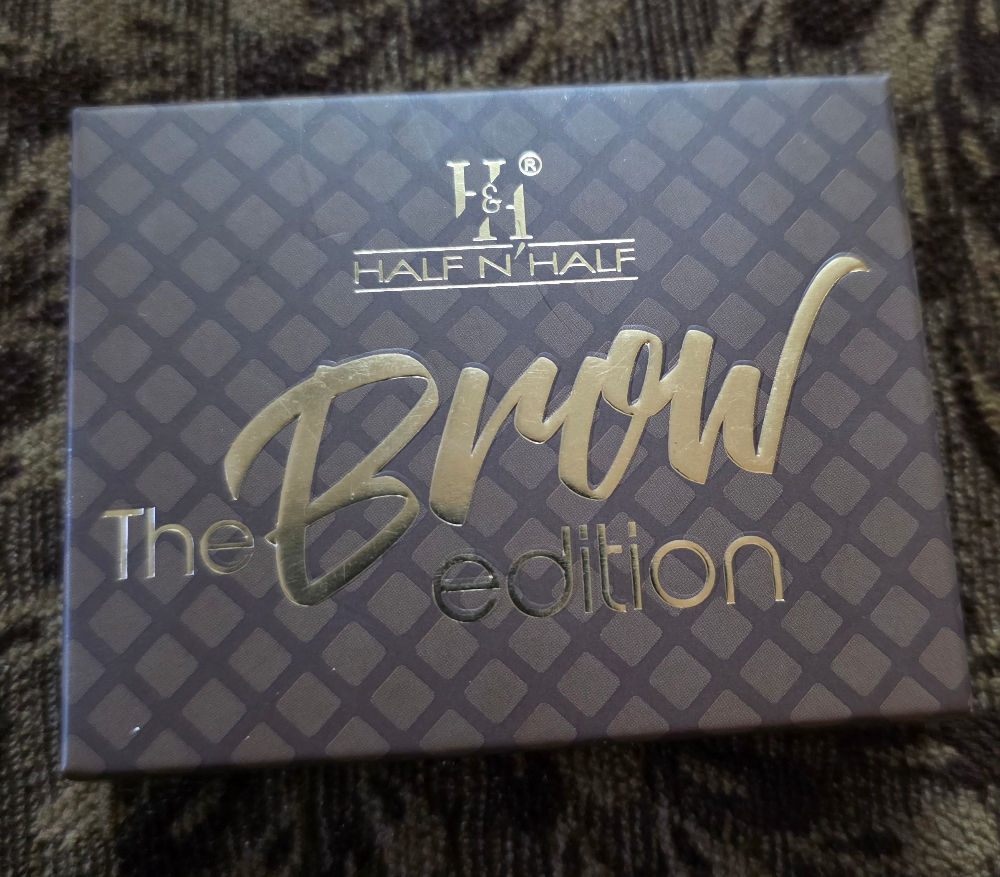 H&H®
HALF N' HALF
The Brow
edition